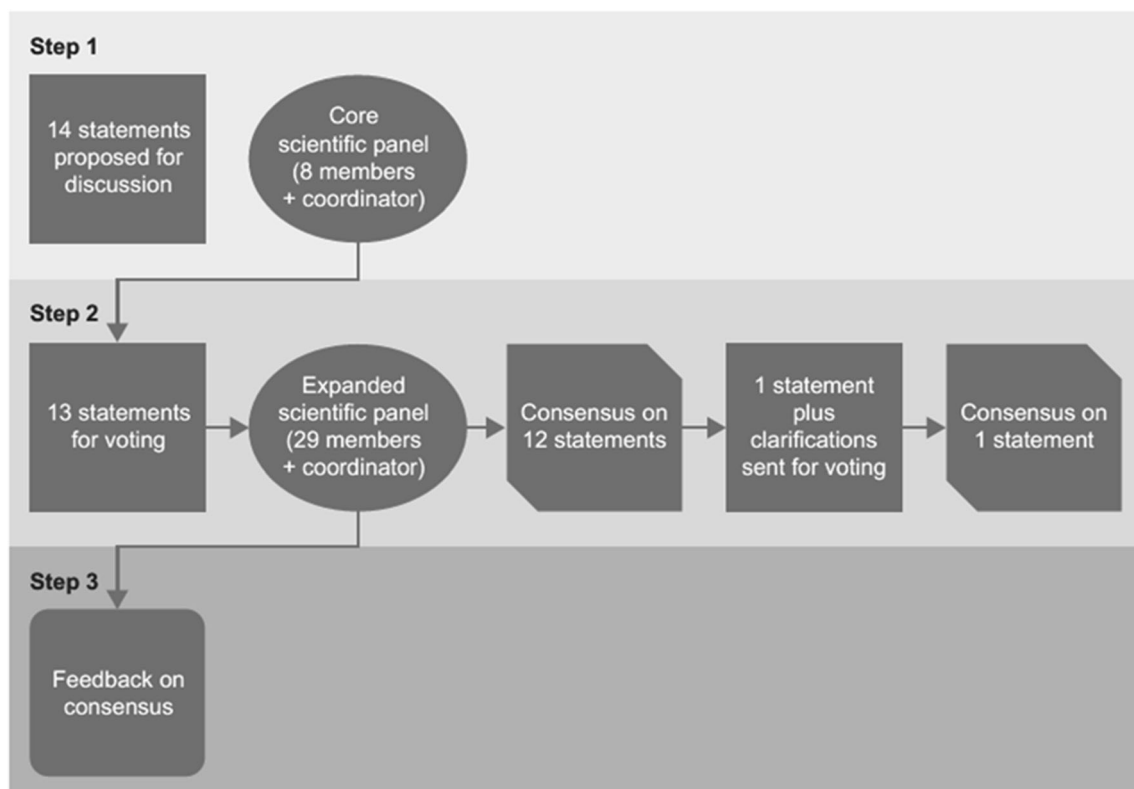 Step 1
14 statements
proposed for
discussion
Core
scientific panel
(8 members
+ coordinator)
Step 2
13 statements
for voting
Expanded
scientific panel
(29 members
+ coordinator)
Consensus on
12 statements
1 statement
plus
clarifications
sent for voting
Consensus on
1 statement
Step 3
Feedback on
consensus